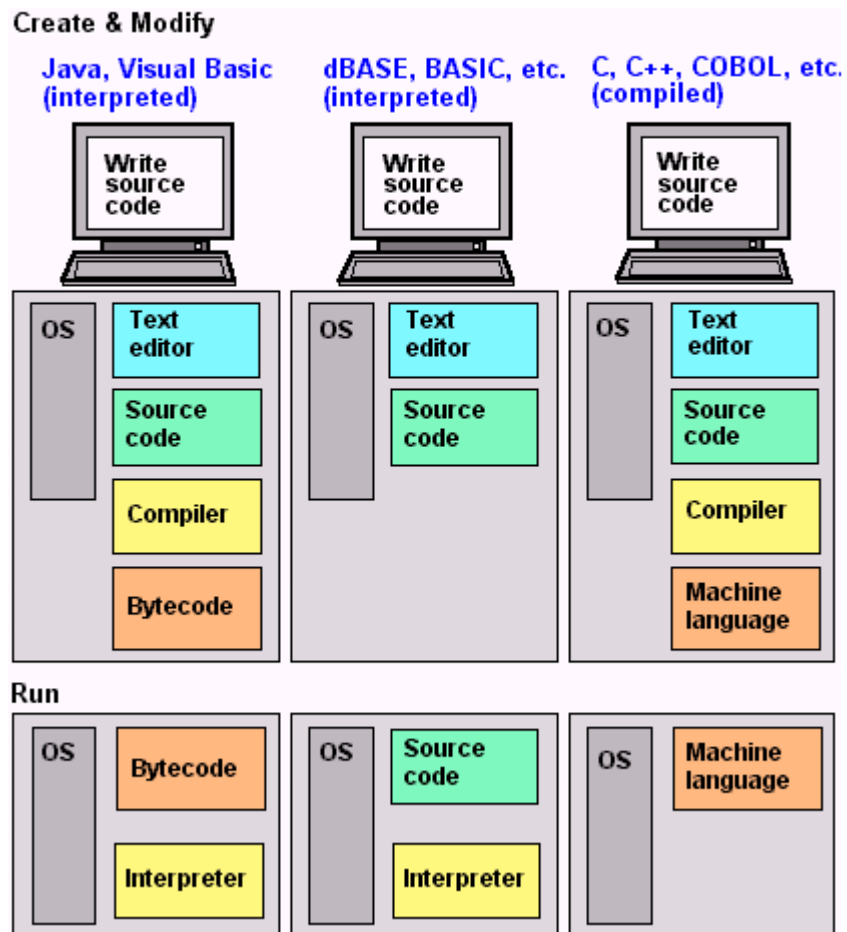 Create & Modify
Java, Visual Basic
(interpreted)
dBASE, BASIC, etc.
(interpreted)
C, C++, COBOL, etc.
(compiled)
Write
source
code
Write
source
code
Write
source
code
OS
Text
editor
Source
code
Compiler
Bytecode
OS
Text
editor
Source
code
OS
Text
editor
Source
code
Compiler
Machine
language
Run
OS
Bytecode
Interpreter
OS
Source
code
Interpreter
OS
Machine
language